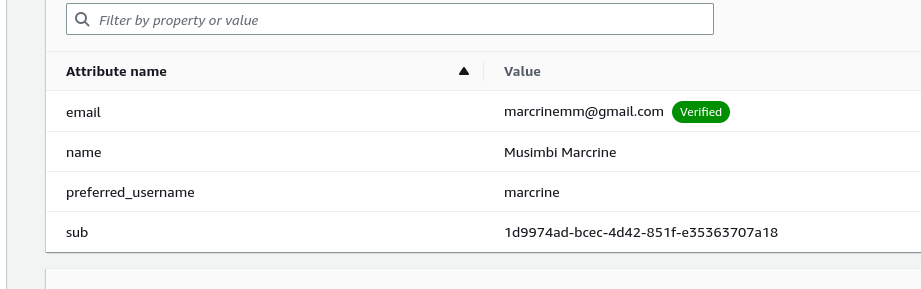 Filter by property or value
Attribute name Value
email marcrinemm@gmail.com Verified
name Musimbi Marcrine
preferred_username marcrine
sub 1d9974ad-bcec-4d42-851f-e35363707a18